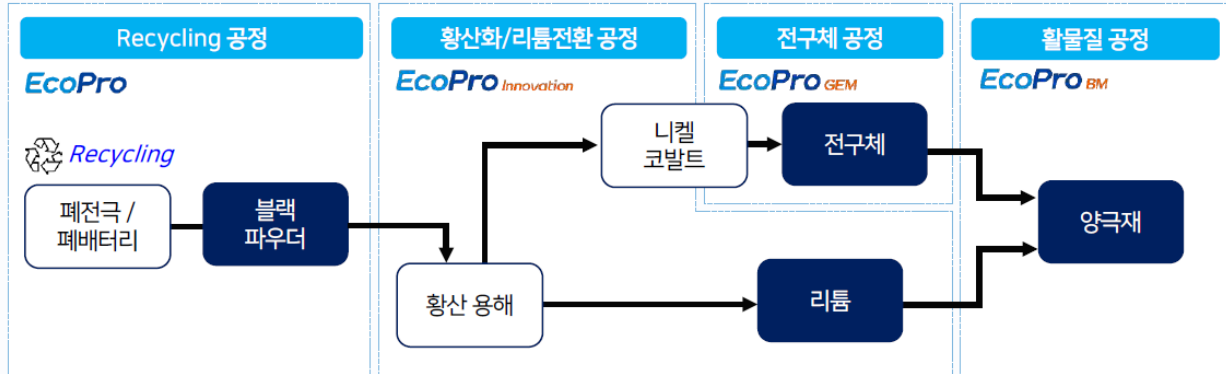 Recycling 공정
황산화/리튬전환 공정
전구체 공정
활물질 공정
EcoPro
EcoPro Innovation
EcoPro GEM
EcoPro BM
Recycling
폐전극 /
폐배터리
블랙
파우더
황산 용해
니켈
코발트
전구체
리튬
양극재